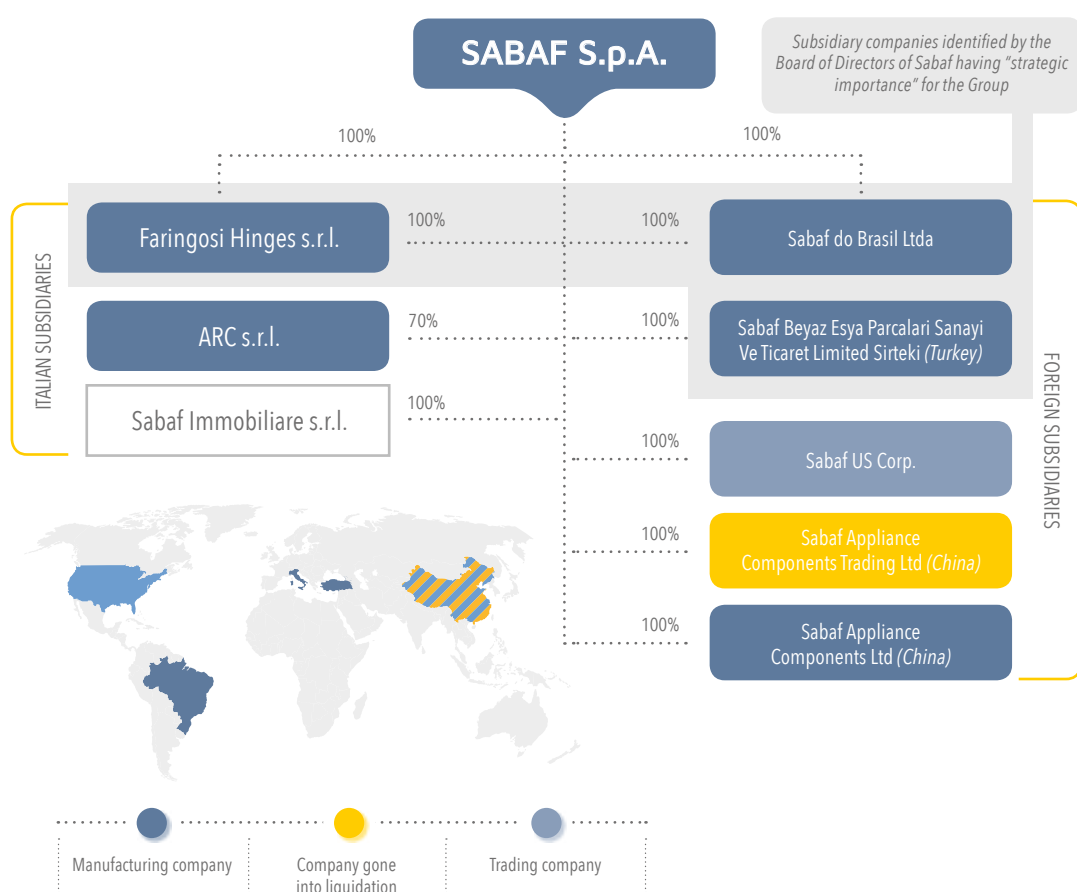 SABAF S.p.A.
Subsidiary companies identified by the
Board of Directors of Sabaf having “strategic
importance” for the Group
100%
100%
ITALIAN SUBSIDIARIES
Faringosi Hinges s.r.l.
100%
100%
Sabaf do Brasil Ltda
ARC s.r.l.
70%
100%
Sabaf Beyaz Esya Parcalari Sanayi
Ve Ticaret Limited Sirteki (Turkey)
Sabaf Immobiliare s.r.l.
100%
FOREIGN SUBSIDIARIES
100%
Sabaf US Corp.
100%
Sabaf Appliance
Components Trading Ltd (China)
100%
Sabaf Appliance
Components Ltd (China)
Manufacturing company
Company gone
into liquidation
Trading company